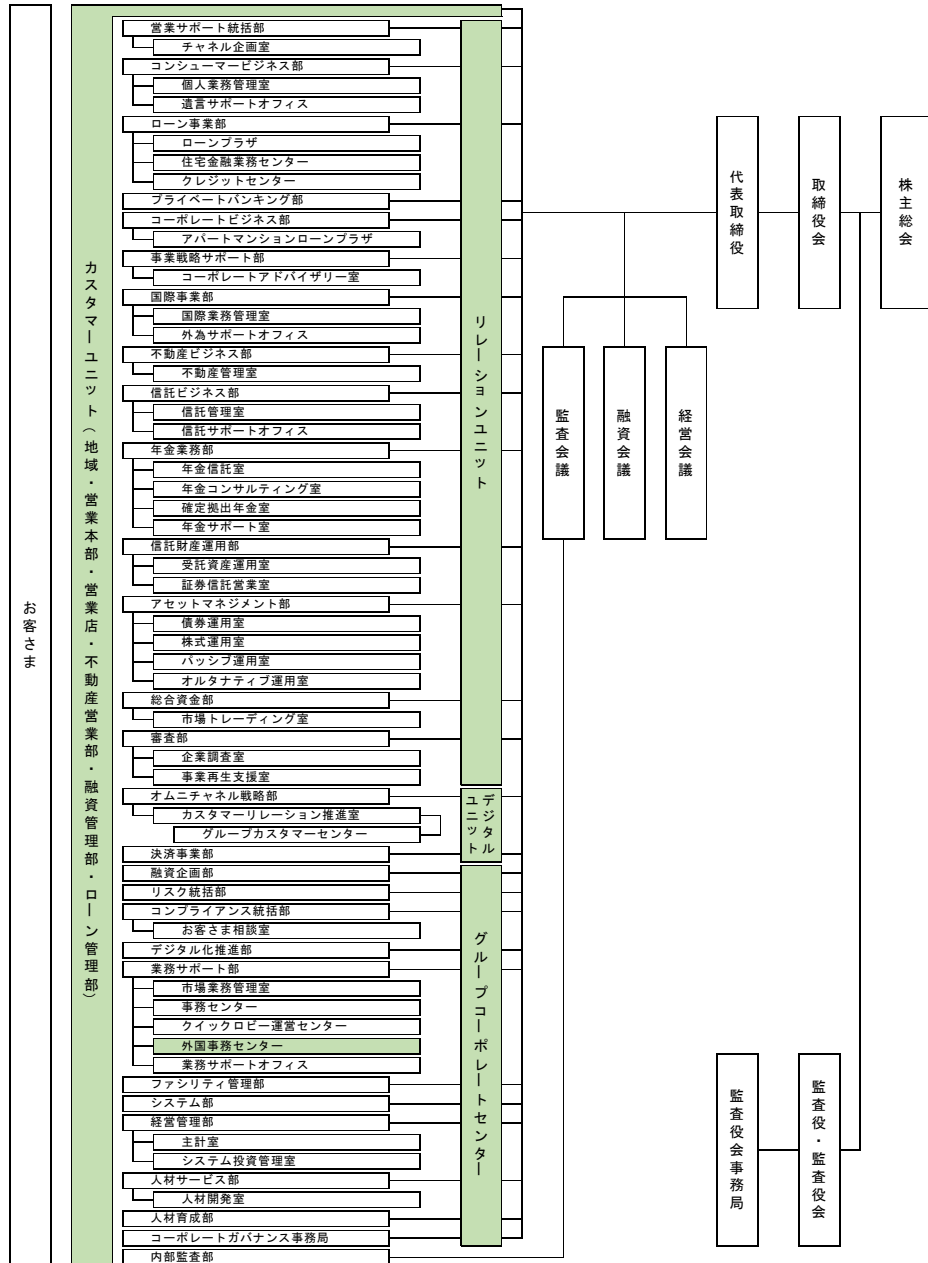 お客さま
カスタマーユニット（地域・営業本部・営業店・不動産営業部・融資管理部・ローン管理部）
営業サポート統括部
チャネル企画室
コンシューマービジネス部
個人業務管理室
遺言サポートオフィス
ローン事業部
ローンプラザ
住宅金融業務センター
クレジットセンター
プライベートバンキング部
コーポレートビジネス部
アパートマンションローンプラザ
事業戦略サポート部
コーポレートアドバイザリー室
国際事業部
国際業務管理室
外為サポートオフィス
不動産ビジネス部
不動産管理室
信託ビジネス部
信託管理室
信託サポートオフィス
年金業務部
年金信託室
年金コンサルティング室
確定拠出年金室
年金サポート室
信託財産運用部
受託資産運用室
証券信託営業室
アセットマネジメント部
債券運用室
株式運用室
パッシブ運用室
オルタナティブ運用室
総合資金部
市場トレーディング室
審査部
企業調査室
事業再生支援室
オムニチャネル戦略部
カスタマーリレーション推進室
グループカスタマーセンター
決済事業部
融資企画部
リスク統括部
コンプライアンス統括部
お客さま相談室
デジタル化推進部
業務サポート部
市場業務管理室
事務センター
クイックロビー運営センター
外国事務センター
業務サポートオフィス
ファシリティ管理部
システム部
経営管理部
主計室
システム投資管理室
人材サービス部
人材開発室
人材育成部
コーポレートガバナンス事務局
内部監査部
リレーションユニット
デジタル
ユニット
グループコーポレートセンター
監査会議
融資会議
経営会議
代表取締役
取締役会
株主総会
監査役会事務局
監査役・監査役会